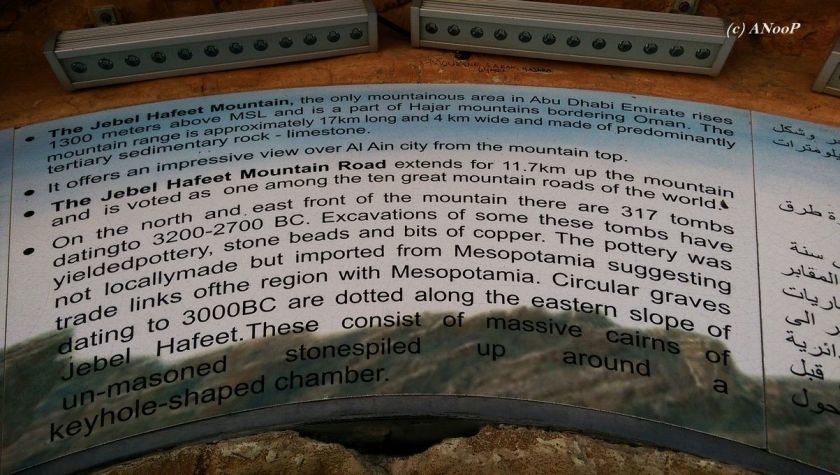 (c) ANooP
• The Jebel Hafeet Mountain, the only mountainous area in Abu Dhabi Emirate rises
1300 meters above MSL and is a part of Hajar mountains bordering Oman. The
mountain range is approximately 17km long and 4 km wide and made of predominantly
tertiary sedimentary rock - limestone.
• It offers an impressive view over Al Ain city from the mountain top.
• The Jebel Hafeet Mountain Road extends for 11.7km up the mountain
and is voted as one among the ten great mountain roads of the world.
• On the north and east front of the mountain there are 317 tombs
datingto 3200-2700 BC. Excavations of some these tombs have
yieldedpottery, stone beads and bits of copper. The pottery was
not locallymade but imported from Mesopotamia suggesting
trade links ofthe region with Mesopotamia. Circular graves
dating to 3000BC are dotted along the eastern slope of
Jebel Hafeet.These consist of massive cairns of
un-masoned stonespiled up around a
keyhole-shaped chamber.
وشكل
طرق
سنة
المقابر
الى
قبل